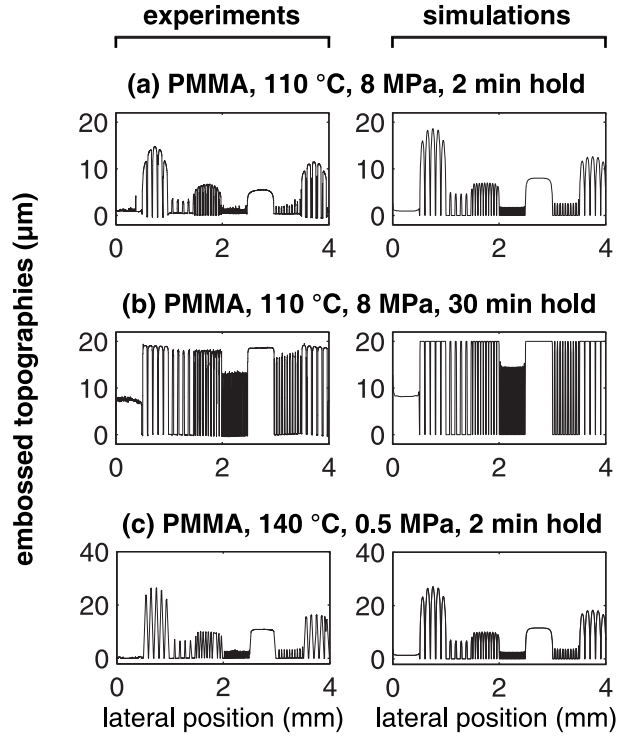 experiments simulations
(a) PMMA, 110 °C, 8 MPa, 2 min hold
20 20
10 10
0 0
0 2 4 0 2 4
(b) PMMA, 110 °C, 8 MPa, 30 min hold
20 20
10 10
0 0
0 2 4 0 2 4
(c) PMMA, 140 °C, 0.5 MPa, 2 min hold
40 40
20 20
0 0
0 2 4 0 2 4
lateral position (mm) lateral position (mm)
embossed topographies (μm)